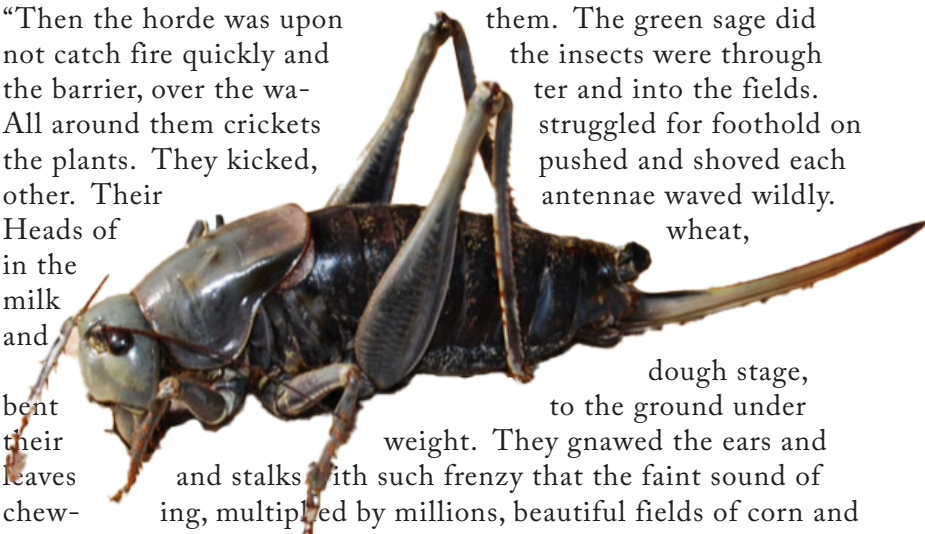 “Then the horde was upon them. The green sage did
not catch fire quickly and the insects were through
the barrier, over the wa- ter and into the fields.
All around them crickets struggled for foothold on
the plants. They kicked, pushed and shoved each
other. Their antennae waved wildly.
Heads of wheat,
in the
milk
and
dough stage,
bent to the ground under
their weight. They gnawed the ears and
leaves and stalks with such frenzy that the faint sound of
chew- ing, multiplied by millions, beautiful fields of corn and